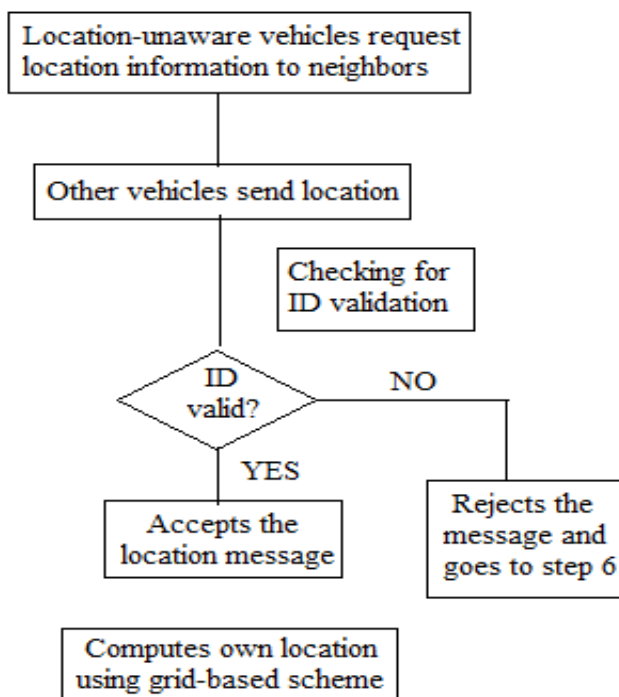 Location-unaware vehicles request
location information to neighbors
Other vehicles send location
Checking for
ID validation
ID
valid?
NO
YES
Accepts the
location message
Rejects the
message and
goes to step 6
Computes own location
using grid-based scheme